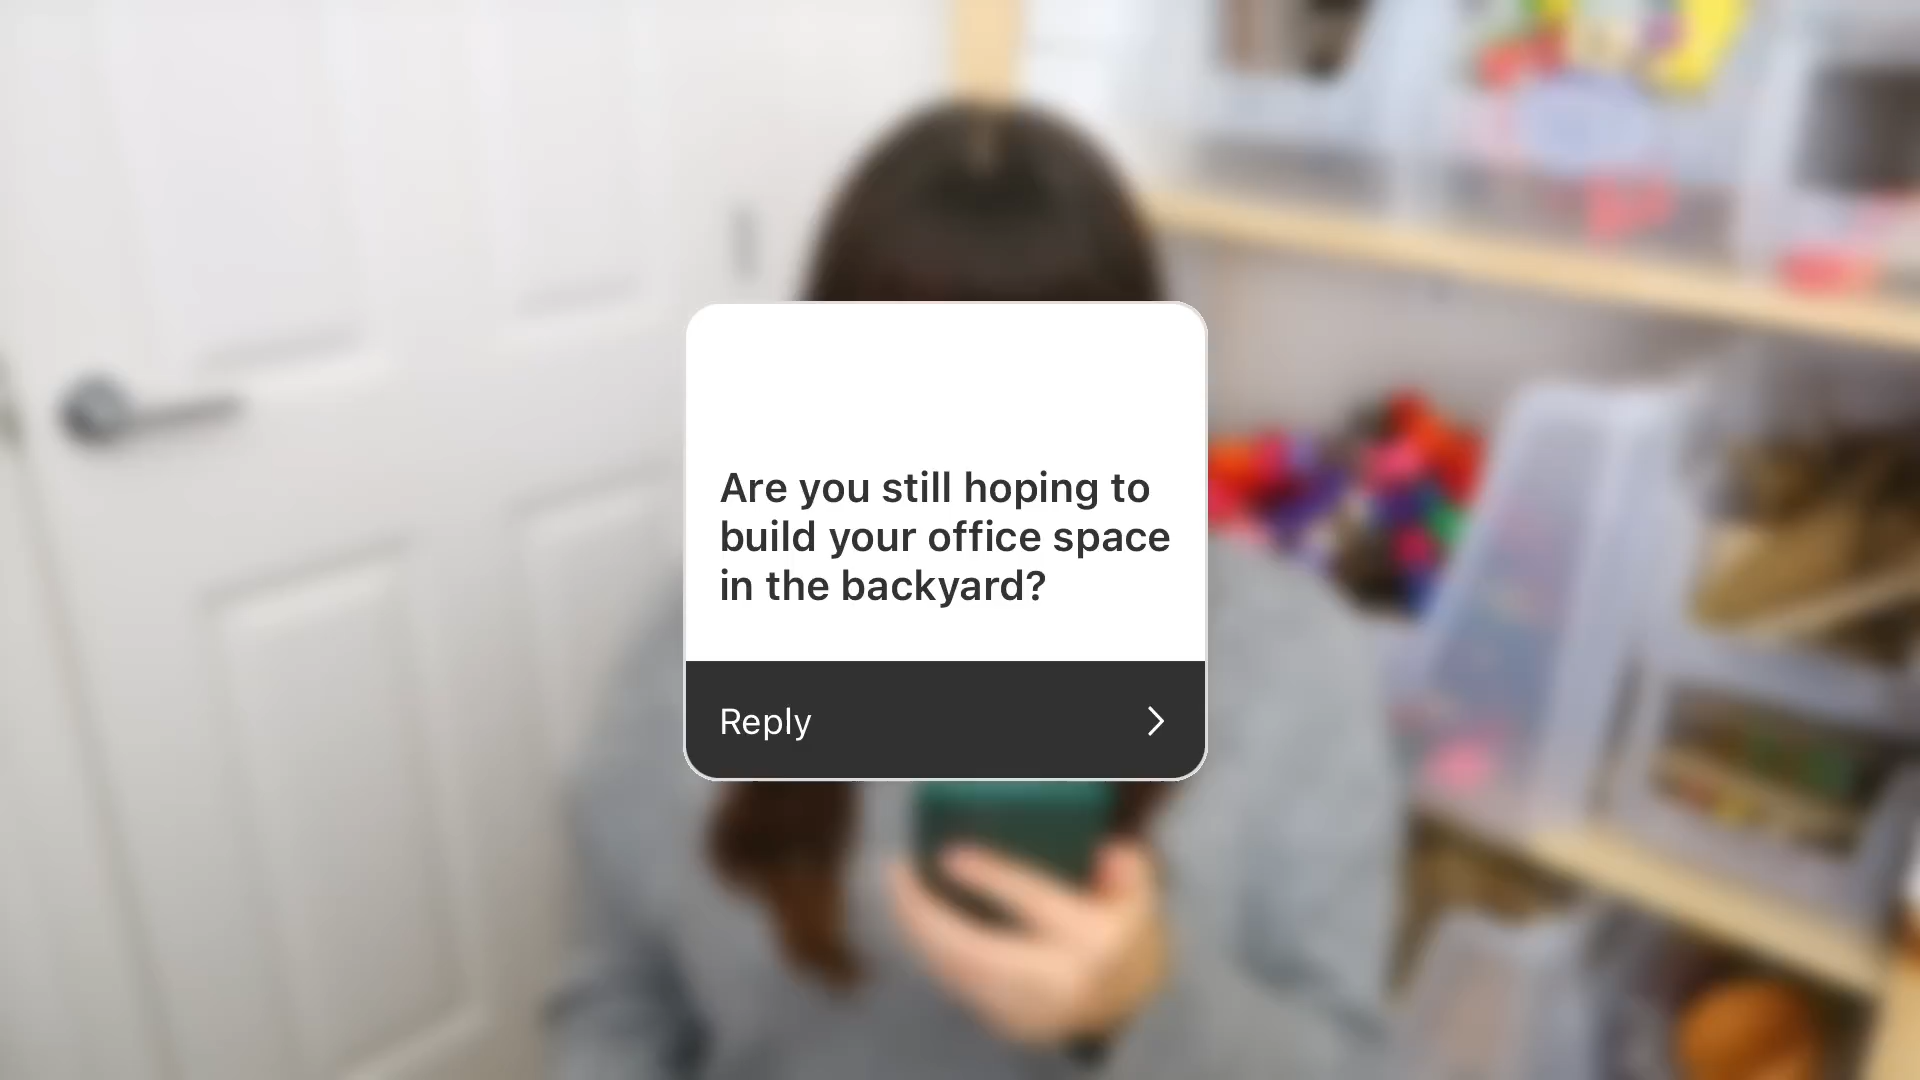 Are you still hoping to
build your office space
in the backyard?
Reply